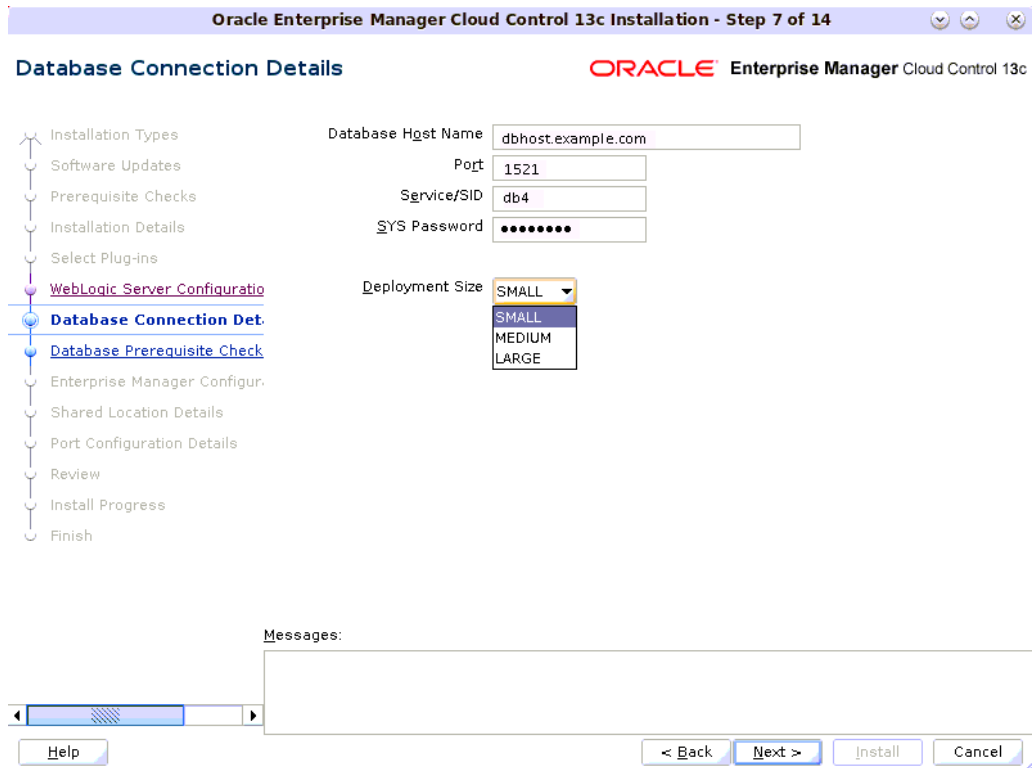 Oracle Enterprise Manager Cloud Control 13c Installation - Step 7 of 14
Database Connection Details
ORACLE Enterprise Manager Cloud Control 13c
Installation Types
Software Updates
Prerequisite Checks
Installation Details
Select Plug-ins
WebLogic Server Configuratio
Database Connection Det
Database Prerequisite Check
Enterprise Manager Configur
Shared Location Details
Port Configuration Details
Review
Install Progress
Finish
Database Host Name dbhost.example.com
Port 1521
Service/SID db4
SYS Password ••••••••
Deployment Size SMALL
SMALL
MEDIUM
LARGE
Messages:
Help < Back Next > Install Cancel